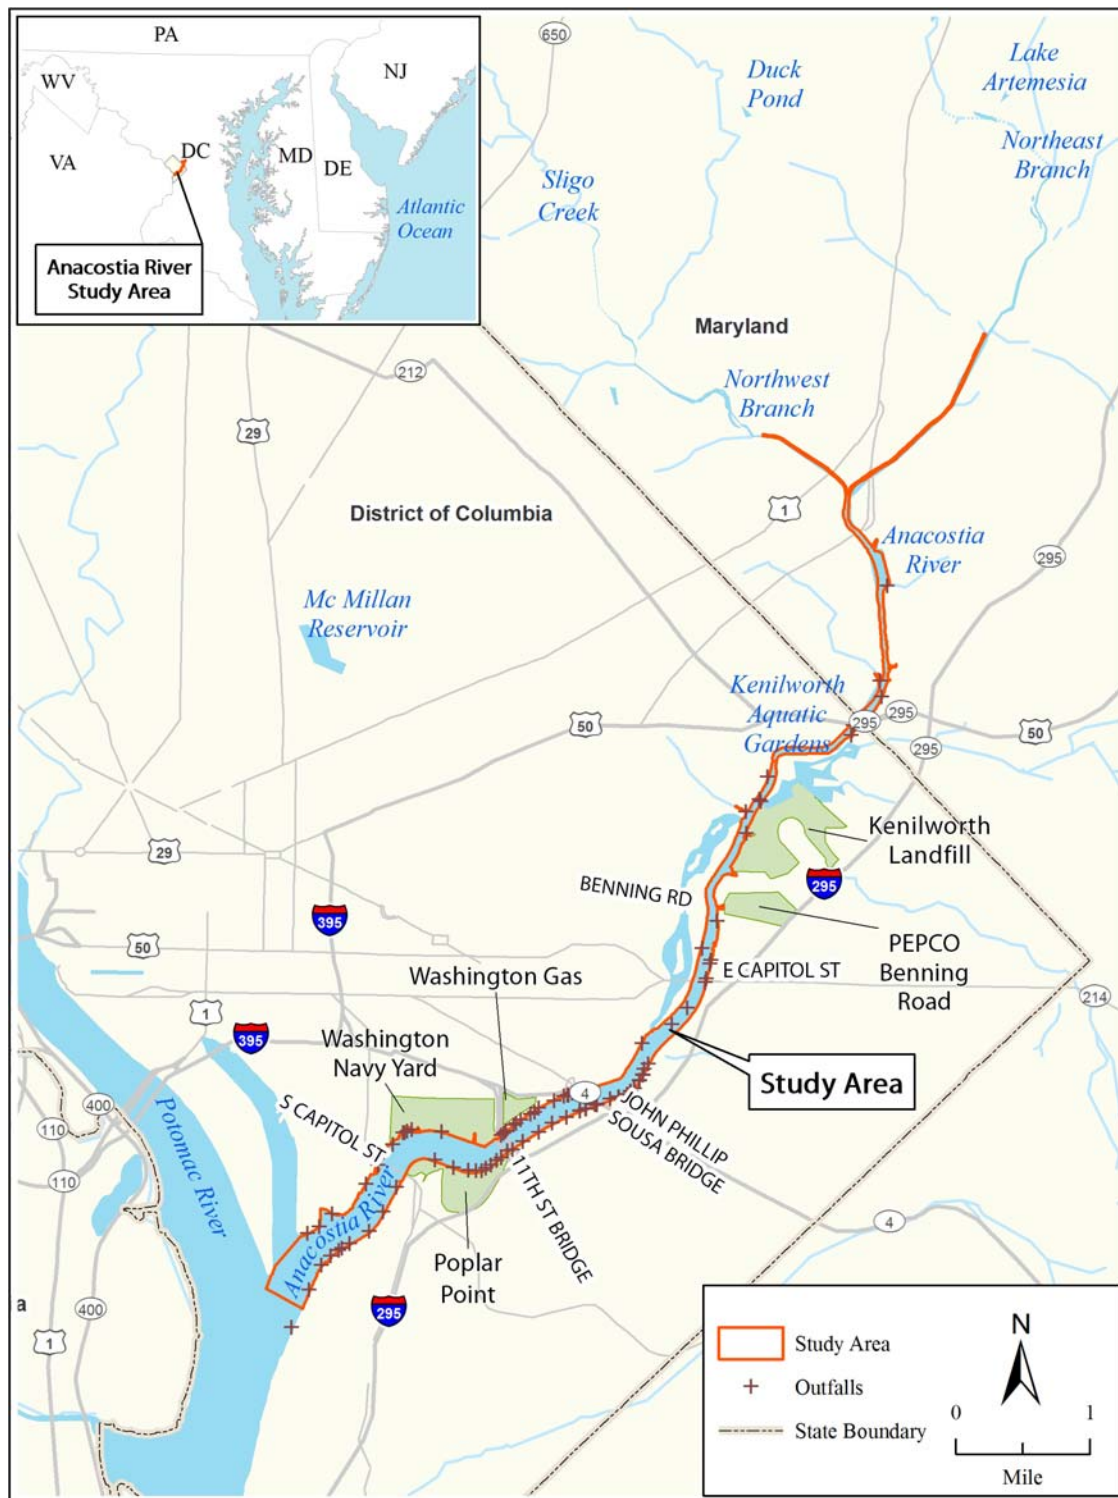 PA
WV
NJ
VA
DC
MD
DE
Atlantic
Ocean
Anacostia River
Study Area
650
Duck
Pond
Lake
Artemesia
Northeast
Branch
Sligo
Creek
Maryland
212
29
Northwest
Branch
1
District of Columbia
Anacostia
River
295
Mc Millan
Reservoir
Kenilworth
Aquatic
Gardens
50
295
295
50
295
Kenilworth
Landfill
29
295
BENNING RD
395
50
PEPCO
Benning
Road
E CAPITOL ST
Washington Gas
214
1
395
Washington
Navy Yard
Study Area
4
JOHN PHILLIP
SOUSA BRIDGE
S CAPITOL ST
400
110
110
Potomac River
11TH ST BRIDGE
4
Anacostia River
Poplar
Point
295
400
a
1
Study Area
Outfalls
State Boundary
N
0
1
Mile